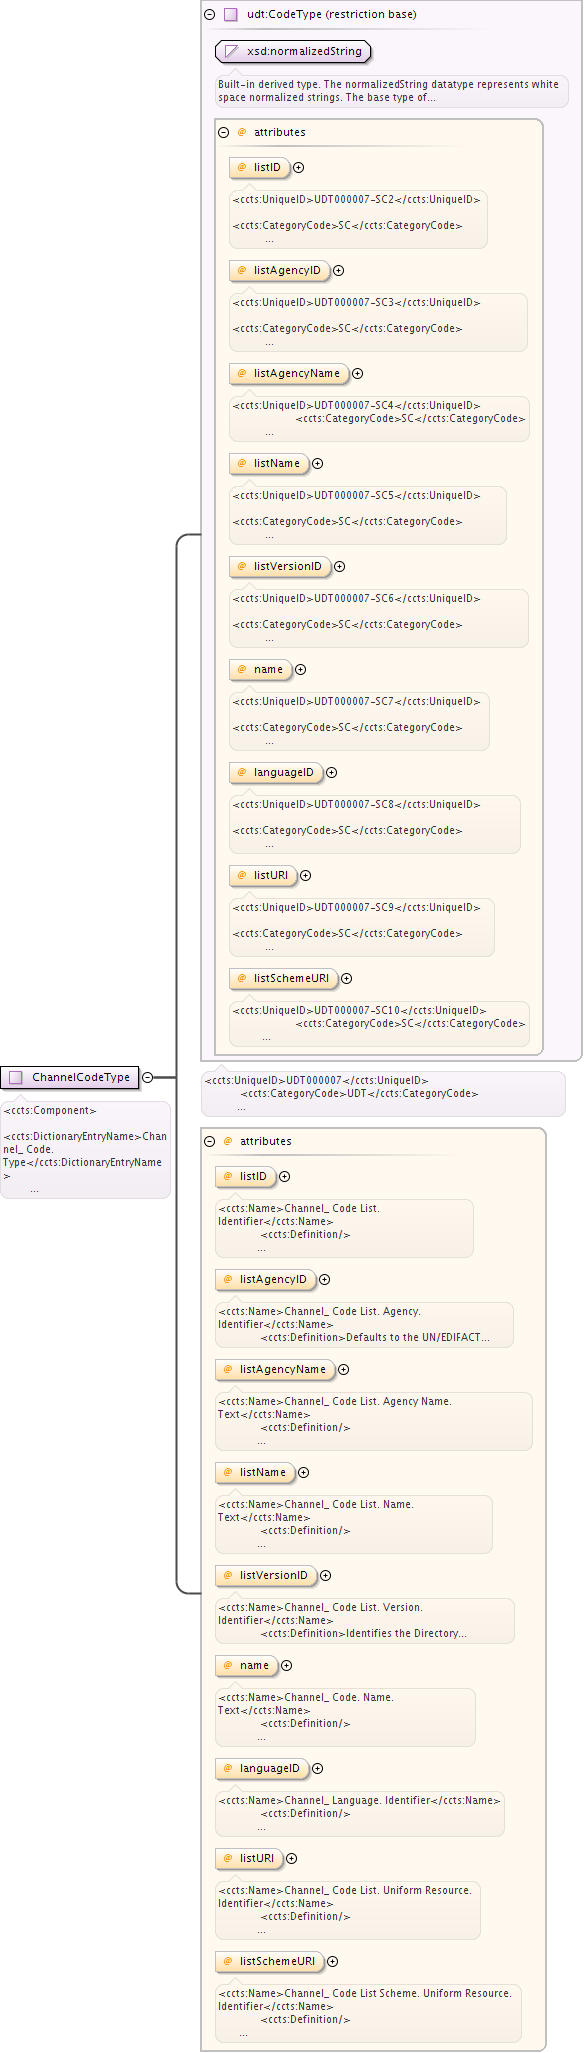 udt:CodeType (restriction base)
xsd:normalizedString
Built-in derived type. The normalizedString datatype represents white
space normalized strings. The base type of...
@ attributes
@ listID
<ccts:UniqueID>UDT000007-SC2</ccts:UniqueID>
<ccts:CategoryCode>SC</ccts:CategoryCode>
...
@ listAgencyID
<ccts:UniqueID>UDT000007-SC3</ccts:UniqueID>
<ccts:CategoryCode>SC</ccts:CategoryCode>
...
@ listAgencyName
<ccts:UniqueID>UDT000007-SC4</ccts:UniqueID>
<ccts:CategoryCode>SC</ccts:CategoryCode>
...
@ listName
<ccts:UniqueID>UDT000007-SC5</ccts:UniqueID>
<ccts:CategoryCode>SC</ccts:CategoryCode>
...
@ listVersionID
<ccts:UniqueID>UDT000007-SC6</ccts:UniqueID>
<ccts:CategoryCode>SC</ccts:CategoryCode>
...
@ name
<ccts:UniqueID>UDT000007-SC7</ccts:UniqueID>
<ccts:CategoryCode>SC</ccts:CategoryCode>
...
@ languageID
<ccts:UniqueID>UDT000007-SC8</ccts:UniqueID>
<ccts:CategoryCode>SC</ccts:CategoryCode>
...
@ listURI
<ccts:UniqueID>UDT000007-SC9</ccts:UniqueID>
<ccts:CategoryCode>SC</ccts:CategoryCode>
...
@ listSchemeURI
<ccts:UniqueID>UDT000007-SC10</ccts:UniqueID>
<ccts:CategoryCode>SC</ccts:CategoryCode>
...
ChannelCodeType
<ccts:Component>
<ccts:DictionaryEntryName>Chan
nel_ Code.
Type</ccts:DictionaryEntryName
>
...
<ccts:UniqueID>UDT000007</ccts:UniqueID>
<ccts:CategoryCode>UDT</ccts:CategoryCode>
...
@ attributes
@ listID
<ccts:Name>Channel_ Code List.
Identifier</ccts:Name>
<ccts:Definition/>
...
@ listAgencyID
<ccts:Name>Channel_ Code List. Agency.
Identifier</ccts:Name>
<ccts:Definition>Defaults to the UN/EDIFACT...
@ listAgencyName
<ccts:Name>Channel_ Code List. Agency Name.
Text</ccts:Name>
<ccts:Definition/>
...
@ listName
<ccts:Name>Channel_ Code List. Name.
Text</ccts:Name>
<ccts:Definition/>
...
@ listVersionID
<ccts:Name>Channel_ Code List. Version.
Identifier</ccts:Name>
<ccts:Definition>Identifies the Directory...
@ name
<ccts:Name>Channel_ Code. Name.
Text</ccts:Name>
<ccts:Definition/>
...
@ languageID
<ccts:Name>Channel_ Language. Identifier</ccts:Name>
<ccts:Definition/>
...
@ listURI
<ccts:Name>Channel_ Code List. Uniform Resource.
Identifier</ccts:Name>
<ccts:Definition/>
...
@ listSchemeURI
<ccts:Name>Channel_ Code List Scheme. Uniform Resource.
Identifier</ccts:Name>
<ccts:Definition/>
...